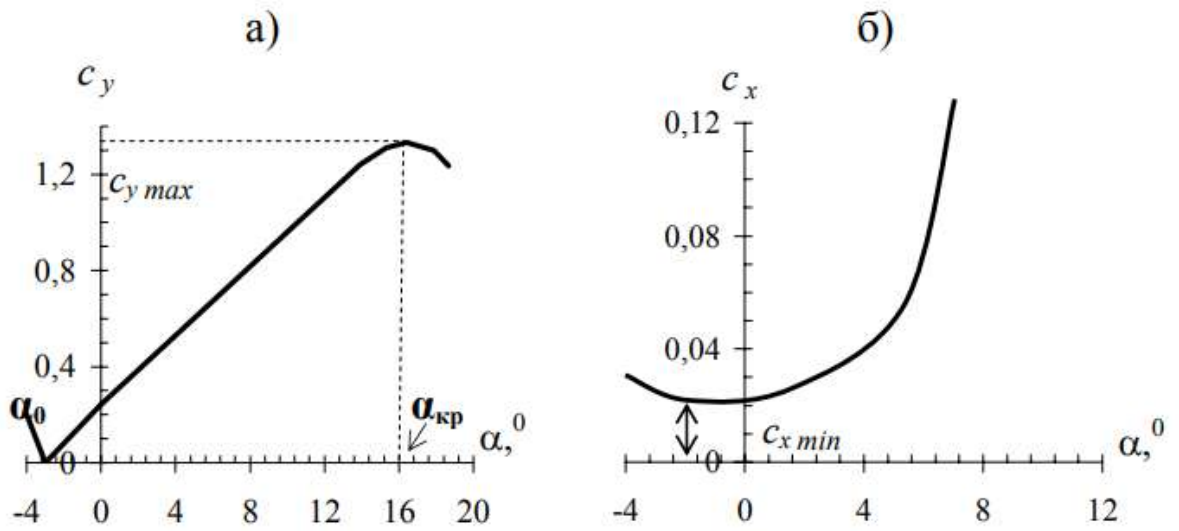 а)
c y
1,2
c y max
0,8
0,4
α₀
0
α кр
α, ⁰
-4 0 4 8 12 16 20
б)
c x
0,12
0,08
0,04
c x min
0
α, ⁰
-4 0 4 8 12